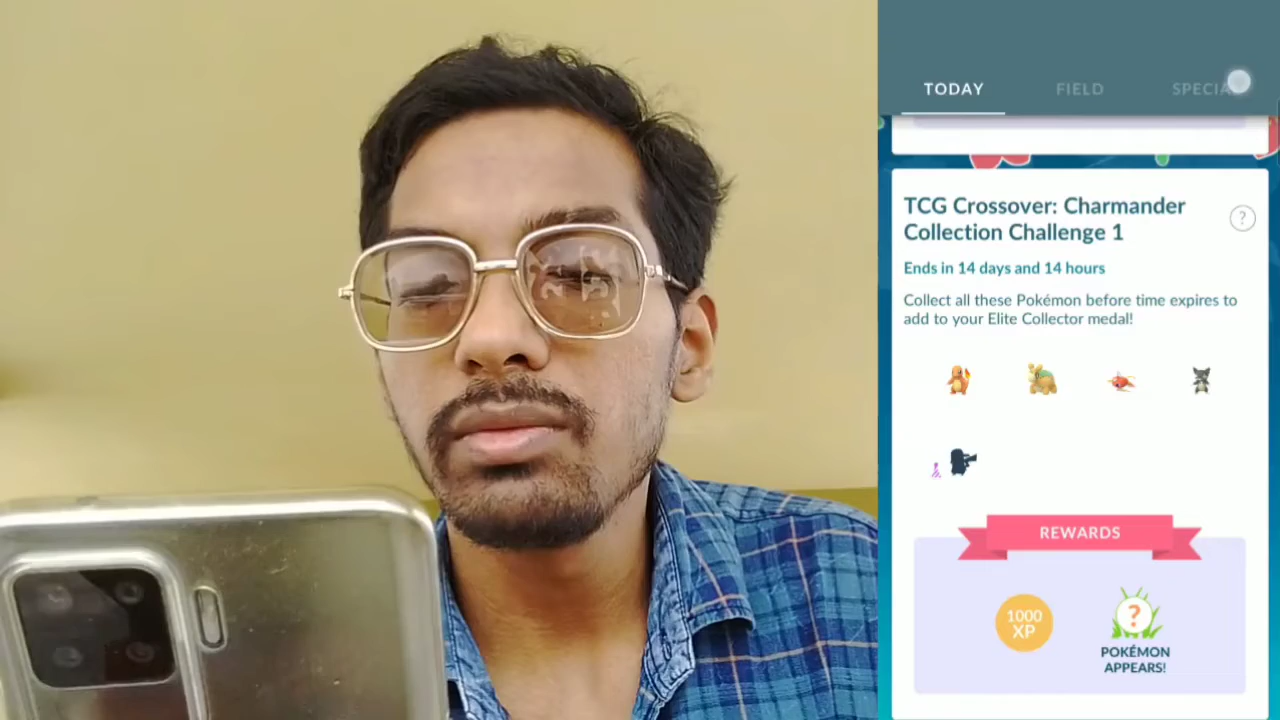 TODAY FIELD SPECIAL
TCG Crossover: Charmander
Collection Challenge 1
?
Ends in 14 days and 14 hours
Collect all these Pokémon before time expires to
add to your Elite Collector medal!
REWARDS
1000
XP
?
POKÉMON
APPEARS!